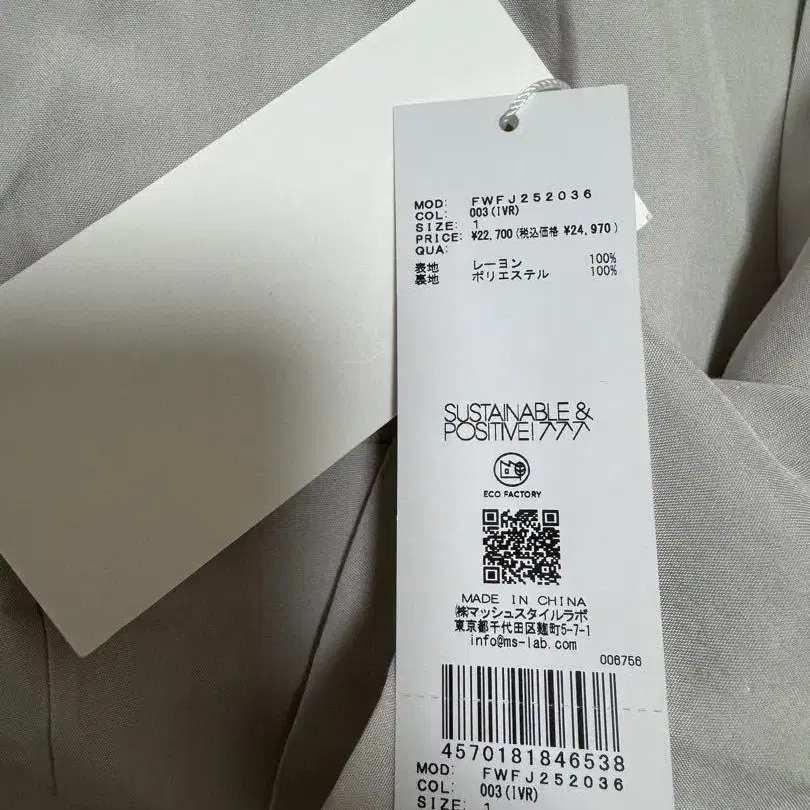 MOD: FWFJ252036
COL: 003(IVR)
SIZE: 1
PRICE: ¥22,700(税込価格 ¥24,970)
QUA:
表地 レーヨン 100%
裏地 ポリエステル 100%
SUSTAINABLE &
POSITIVE!
ECO FACTORY
MADE IN CHINA
㈱マッシュスタイルラボ
東京都千代田区麹町5-7-1
info@ms-lab.com
006756
4570181846538
MOD: FWFJ252036
COL: 003(IVR)
SIZE: 1